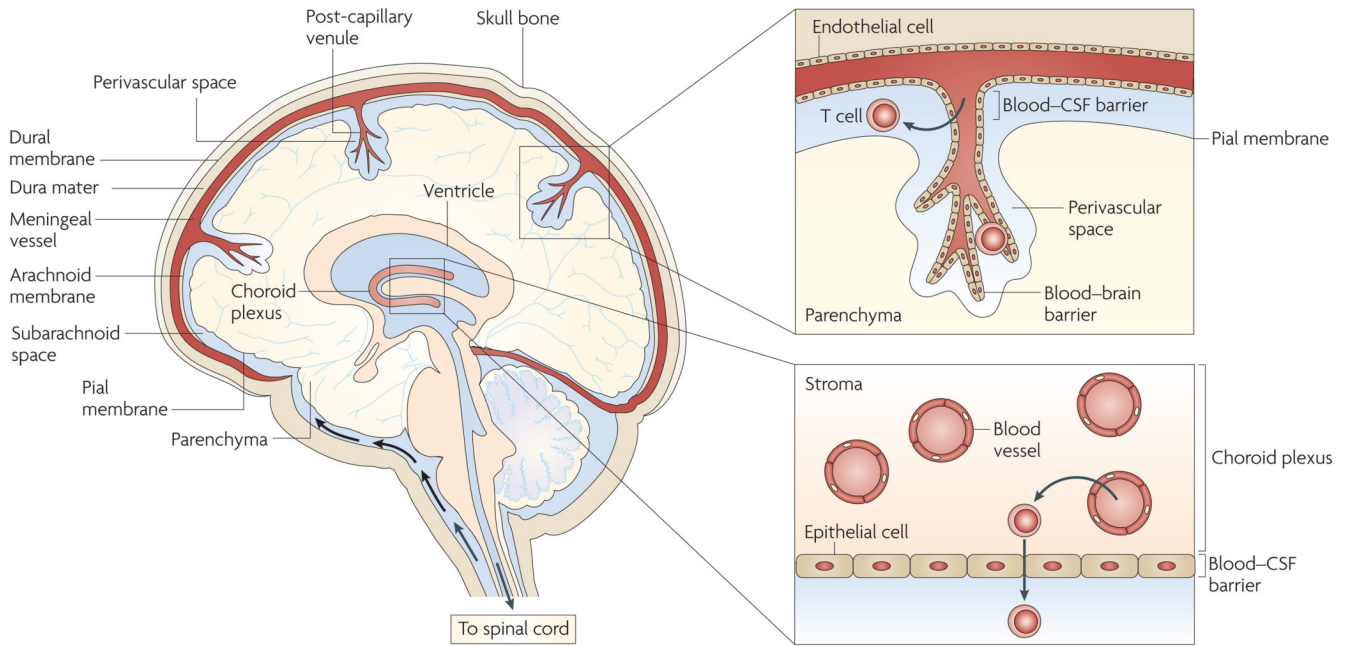 Post-capillary
venule
Skull bone
Perivascular space
Dural
membrane
Dura mater
Meningeal
vessel
Arachnoid
membrane
Subarachnoid
space
Pial
membrane
Parenchyma
Ventricle
Choroid
plexus
To spinal cord
Endothelial cell
T cell
Blood–CSF barrier
Pial membrane
Perivascular
space
Blood–brain
barrier
Parenchyma
Stroma
Blood
vessel
Choroid plexus
Epithelial cell
Blood–CSF
barrier